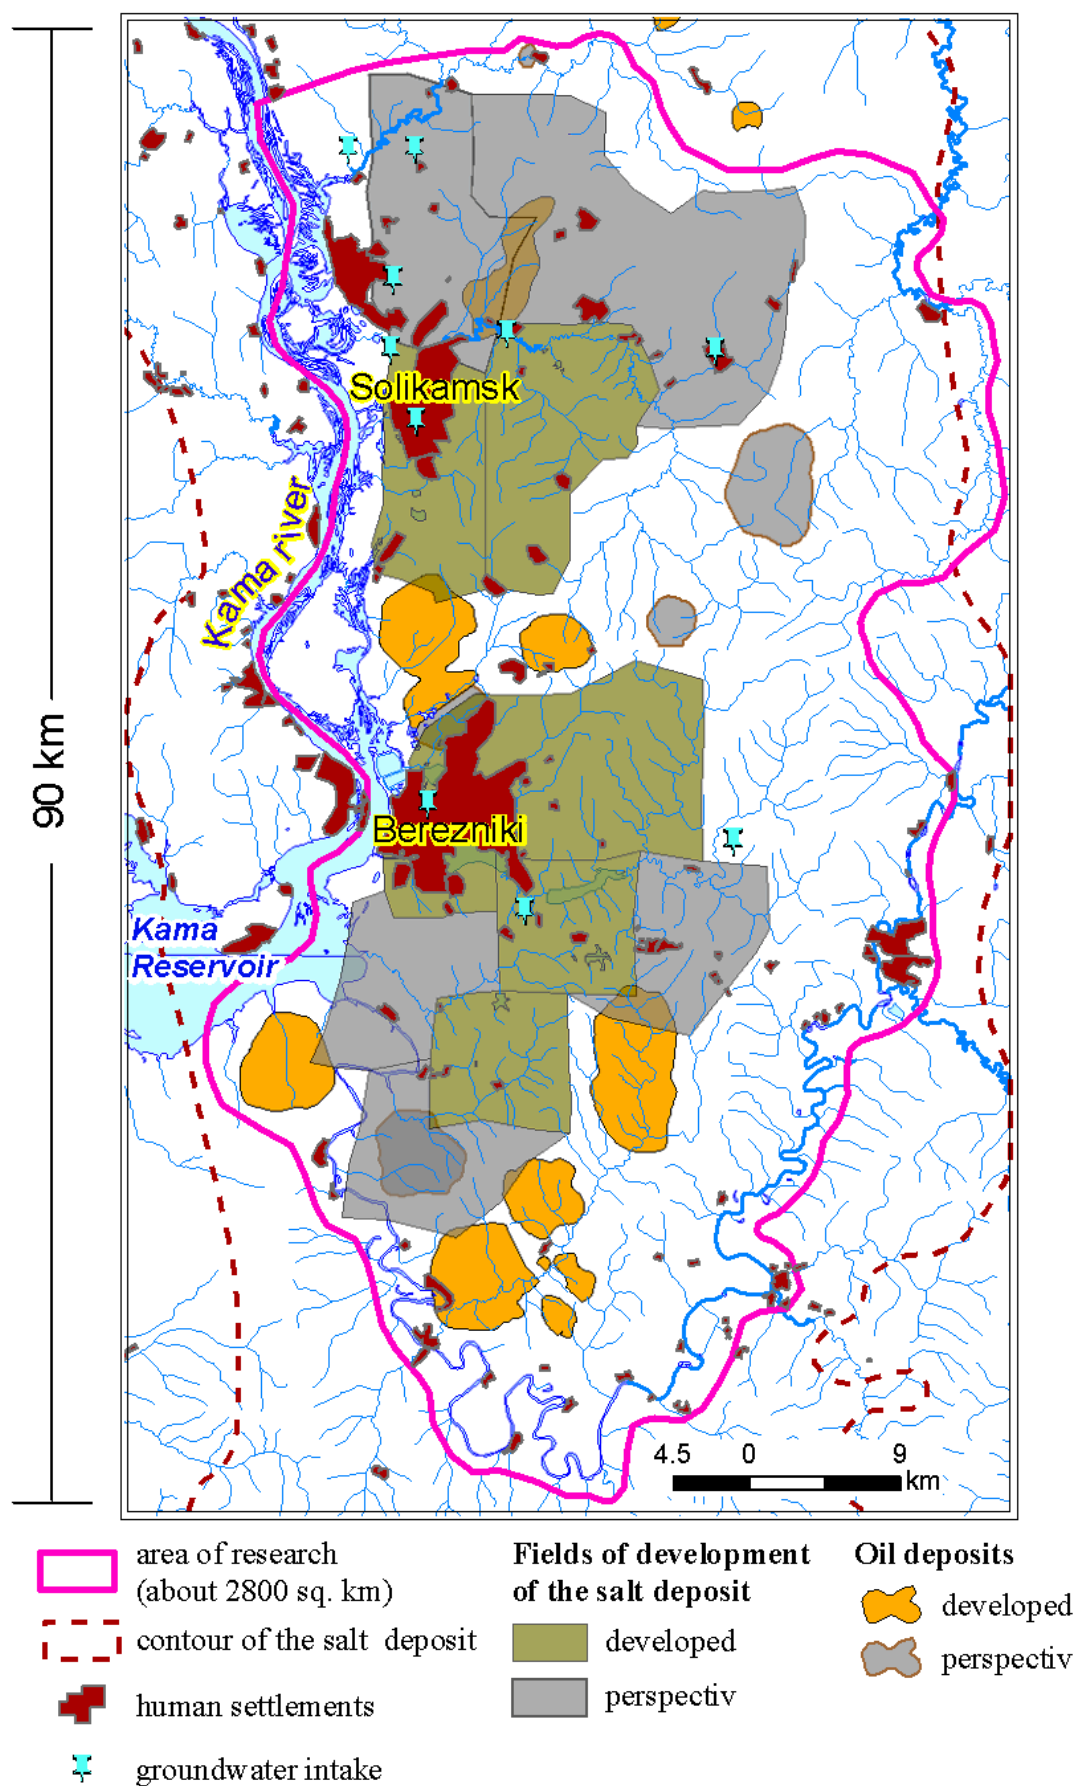 Solikamsk
Kama river
90 km
Berezniki
Kama
Reservoir
4.5 0 9
km
area of research
(about 2800 sq. km)
contour of the salt deposit
human settlements
groundwater intake
Fields of development
of the salt deposit
developed
perspectiv
Oil deposits
developed
perspectiv